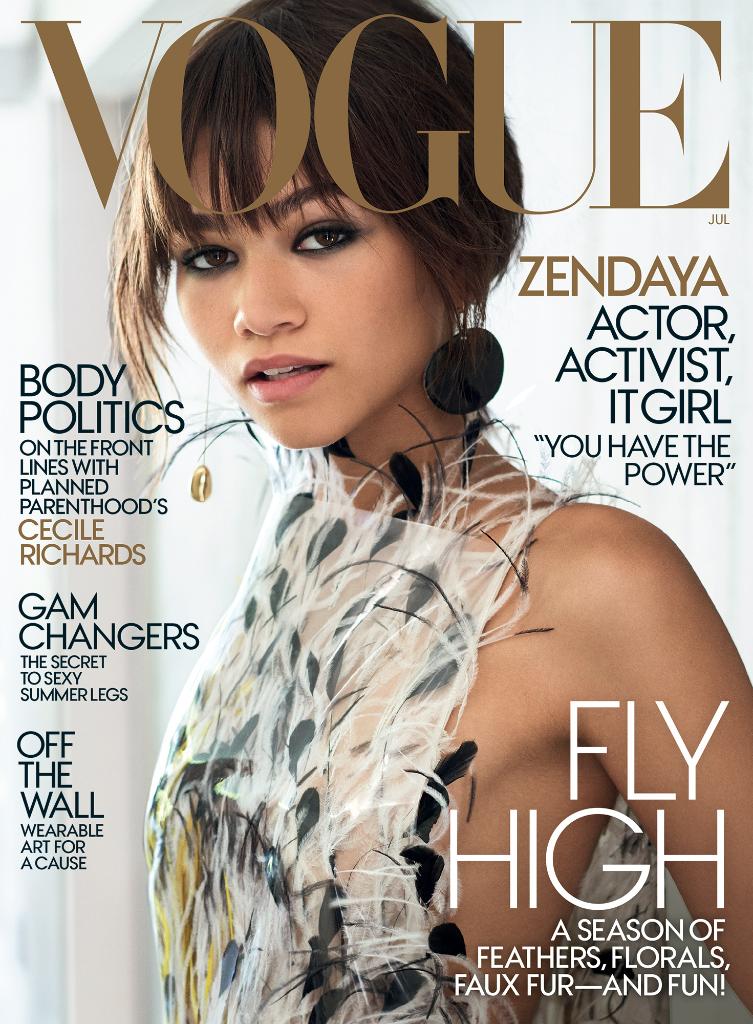 VOGUE
JUL
ZENDAYA
ACTOR,
ACTIVIST,
IT GIRL
"YOU HAVE THE
POWER"
BODY
POLITICS
ON THE FRONT
LINES WITH
PLANNED
PARENTHOOD'S
CECILE
RICHARDS
GAM
CHANGERS
THE SECRET
TO SEXY
SUMMER LEGS
OFF
THE
WALL
WEARABLE
ART FOR
A CAUSE
FLY
HIGH
A SEASON OF
FEATHERS, FLORALS,
FAUX FUR—AND FUN!